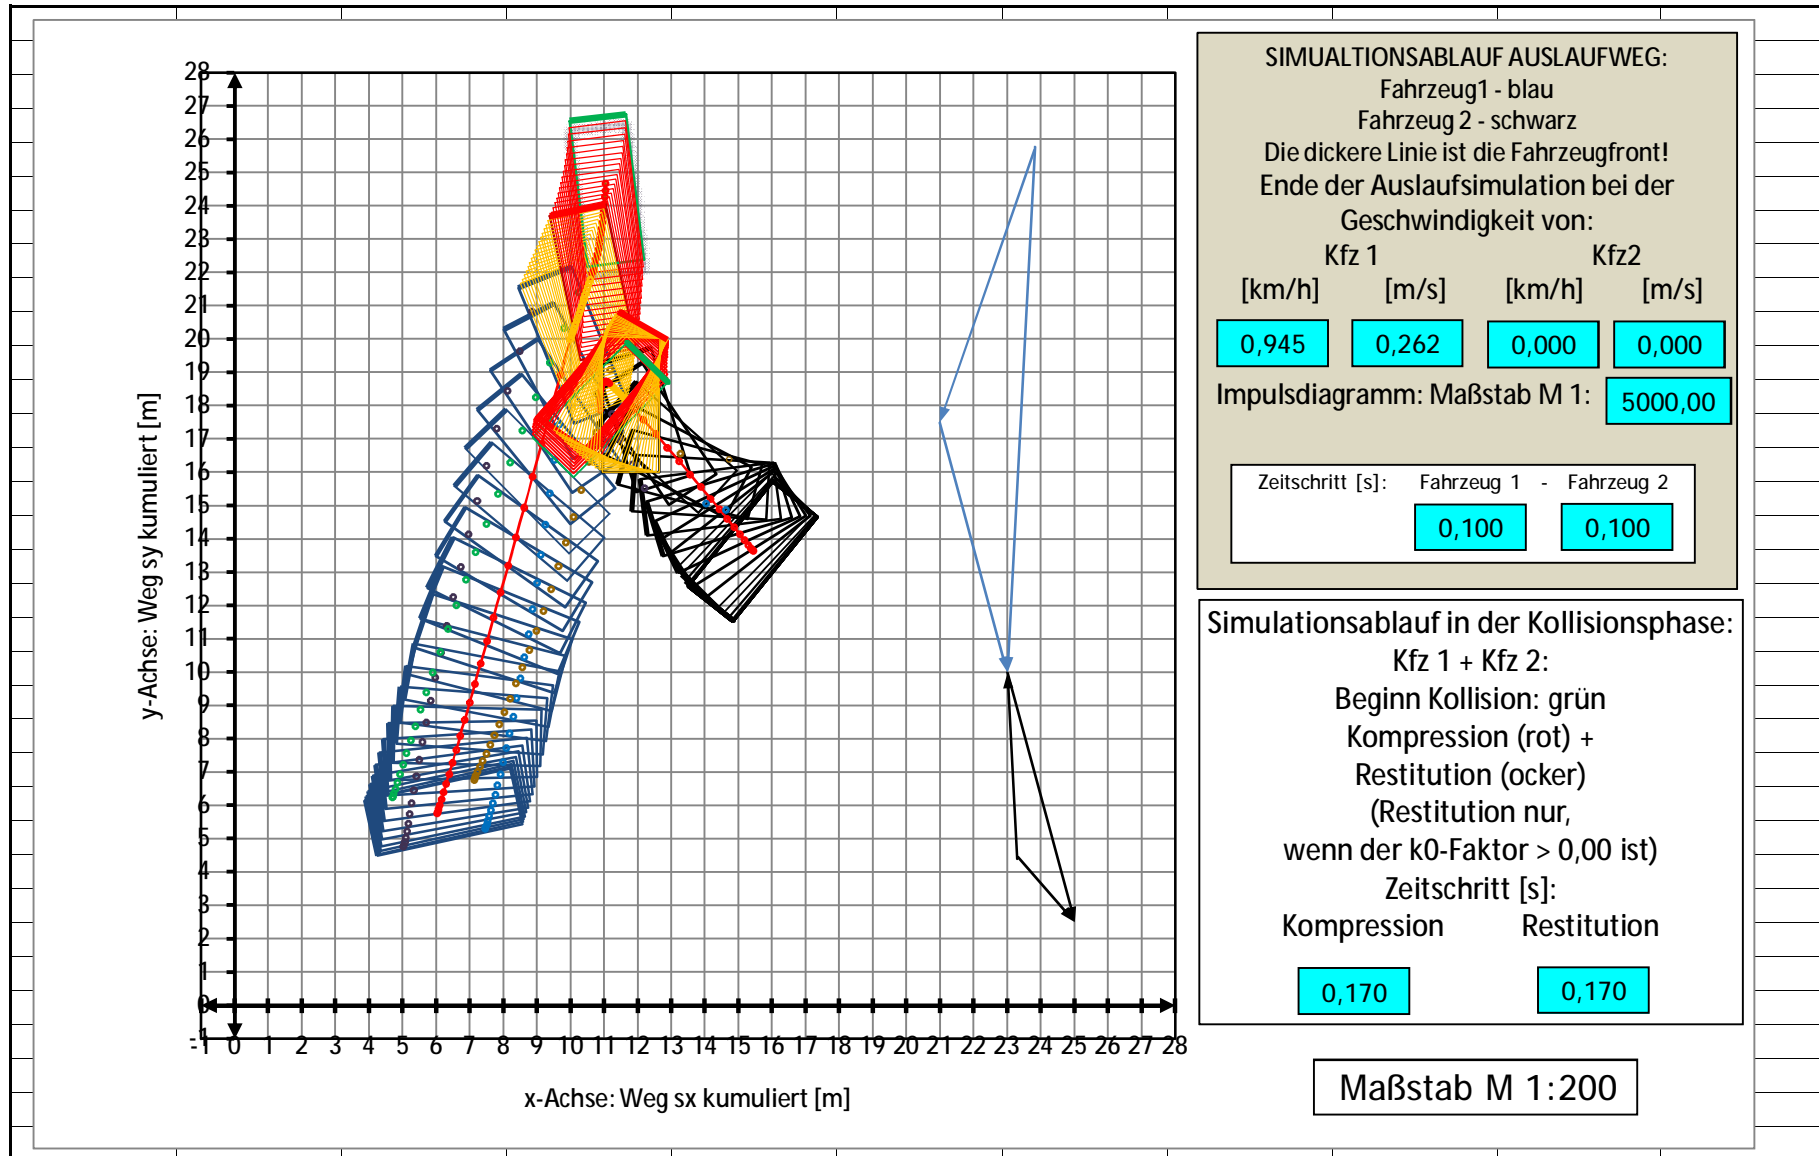 SIMUALTIONSABLAUF AUSLAUFWEG:
Fahrzeug1 - blau
Fahrzeug 2 - schwarz
Die dickere Linie ist die Fahrzeugfront!
Ende der Auslaufsimulation bei der
Geschwindigkeit von:
Kfz 1 Kfz2
[km/h] [m/s] [km/h] [m/s]
0,945 0,262 0,000 0,000
Impulsdiagramm: Maßstab M 1: 5000,00
Zeitschritt [s]: Fahrzeug 1 - Fahrzeug 2
0,100 0,100
Simulationsablauf in der Kollisionsphase:
Kfz 1 + Kfz 2:
Beginn Kollision: grün
Kompression (rot) +
Restitution (ocker)
(Restitution nur,
wenn der k0-Faktor > 0,00 ist)
Zeitschritt [s]:
Kompression Restitution
0,170 0,170
Maßstab M 1:200
y-Achse: Weg sy kumuliert [m]
28
27
26
25
24
23
22
21
20
19
18
17
16
15
14
13
12
11
10
9
8
7
6
5
4
3
2
1
0
-1
-1 0 1 2 3 4 5 6 7 8 9 10 11 12 13 14 15 16 17 18 19 20 21 22 23 24 25 26 27 28
x-Achse: Weg sx kumuliert [m]